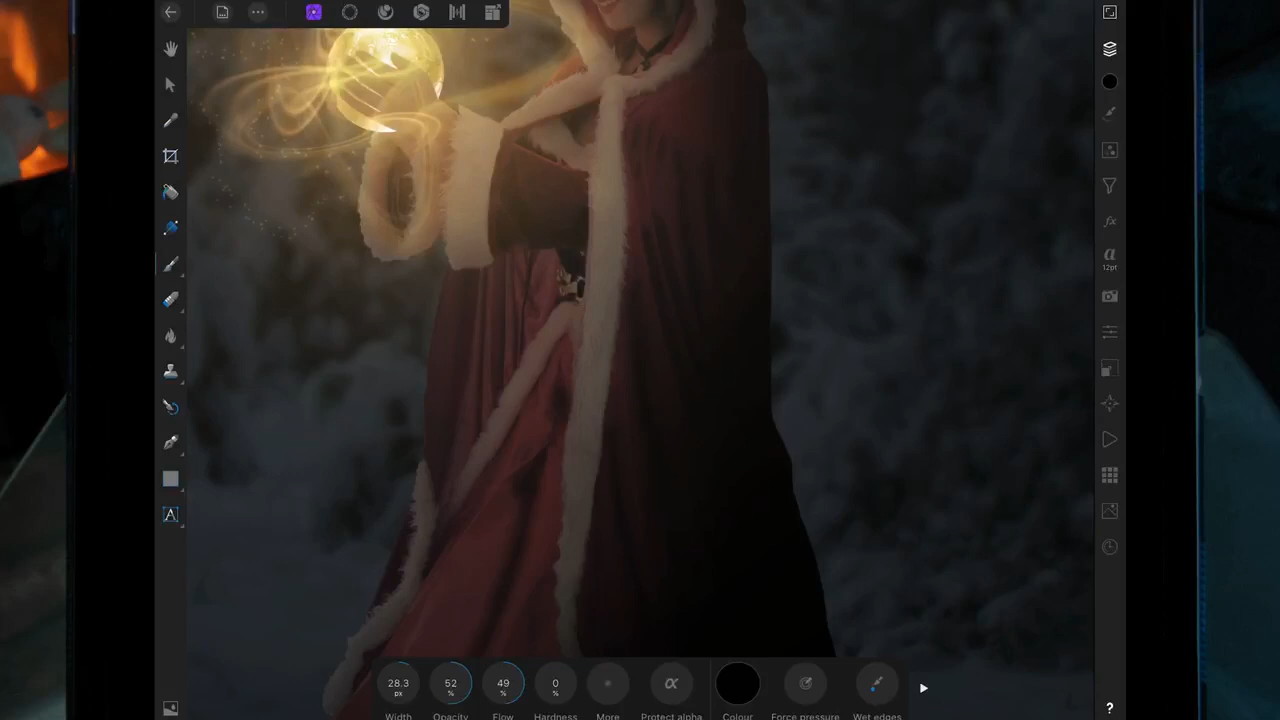 a
12pt
A
28.3
px
52
%
49
%
0
%
α
Width
Opacity
Flow
Hardness
More
Protect alpha
Colour
Force pressure
Wet edges
?